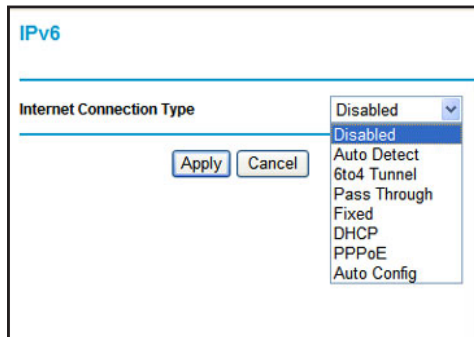 IPv6
Internet Connection Type
Disabled
Disabled
Auto Detect
6to4 Tunnel
Pass Through
Fixed
DHCP
PPPoE
Auto Config
Apply
Cancel